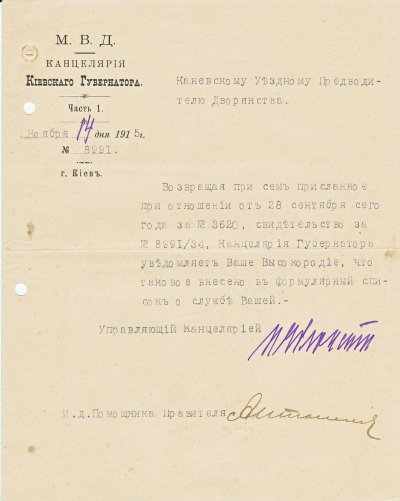 М. В. Д.
КАНЦЕЛЯРІЯ
Кіевскаго Губернатора.
Часть 1.
Ноября 14 дня 1915г.
№ 8991.
г. Кіевъ.
Каневскому Уѣздному Предводи-
телю Дворянства.
Возвращая при семъ присланное
при отношеніи отъ 28 сентября сего
года за № 3620, свидѣтельство за
№ 8991/34, Канцелярія Губернатора
увѣдомляетъ Ваше Высокородіе, что
таковое внесено въ формулярный спи-
сокъ о службѣ Вашей.-
Управляющій Канцеляріей
И.д.Помощника Правителя